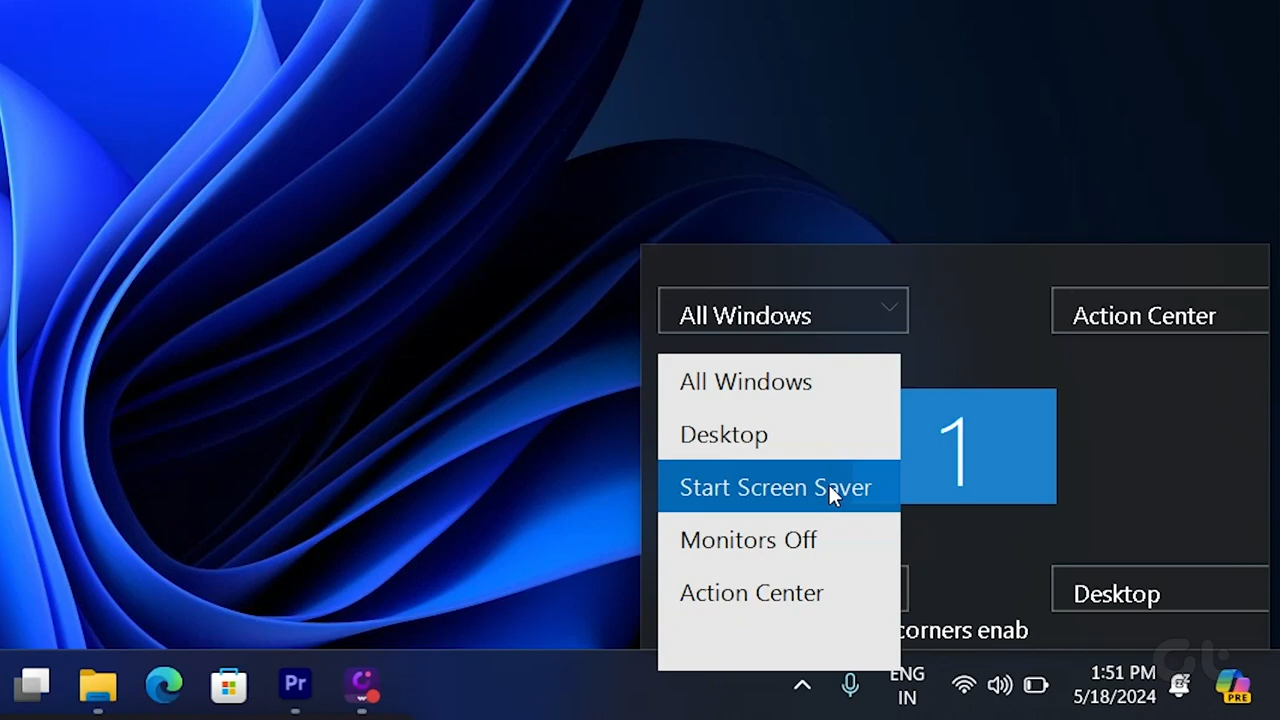 All Windows
Action Center
All Windows
Desktop
Start Screen Saver
Monitors Off
Action Center
1
Desktop
corners enab
Pr
ENG
IN
1:51 PM
5/18/2024
PRE
Gt